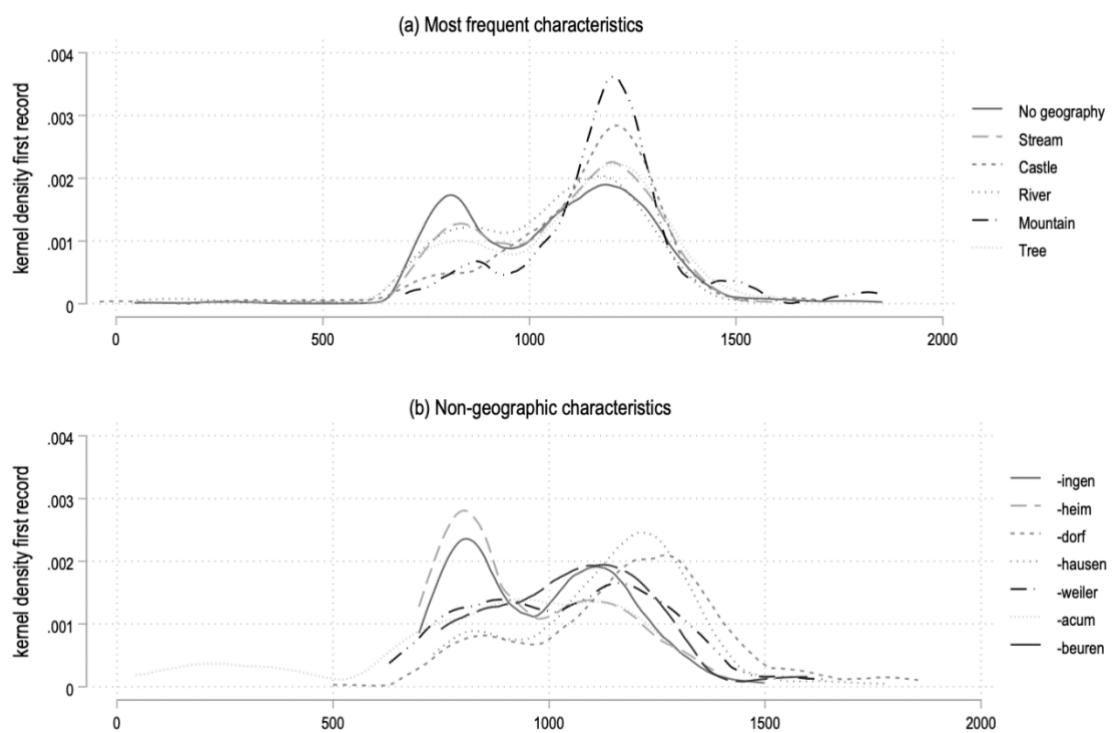 (a) Most frequent characteristics
kernel density first record
.004
.003
.002
.001
0
0 500 1000 1500 2000
No geography
Stream
Castle
River
Mountain
Tree
(b) Non-geographic characteristics
kernel density first record
.004
.003
.002
.001
0
0 500 1000 1500 2000
-ingen
-heim
-dorf
-hausen
-weiler
-acum
-beuren